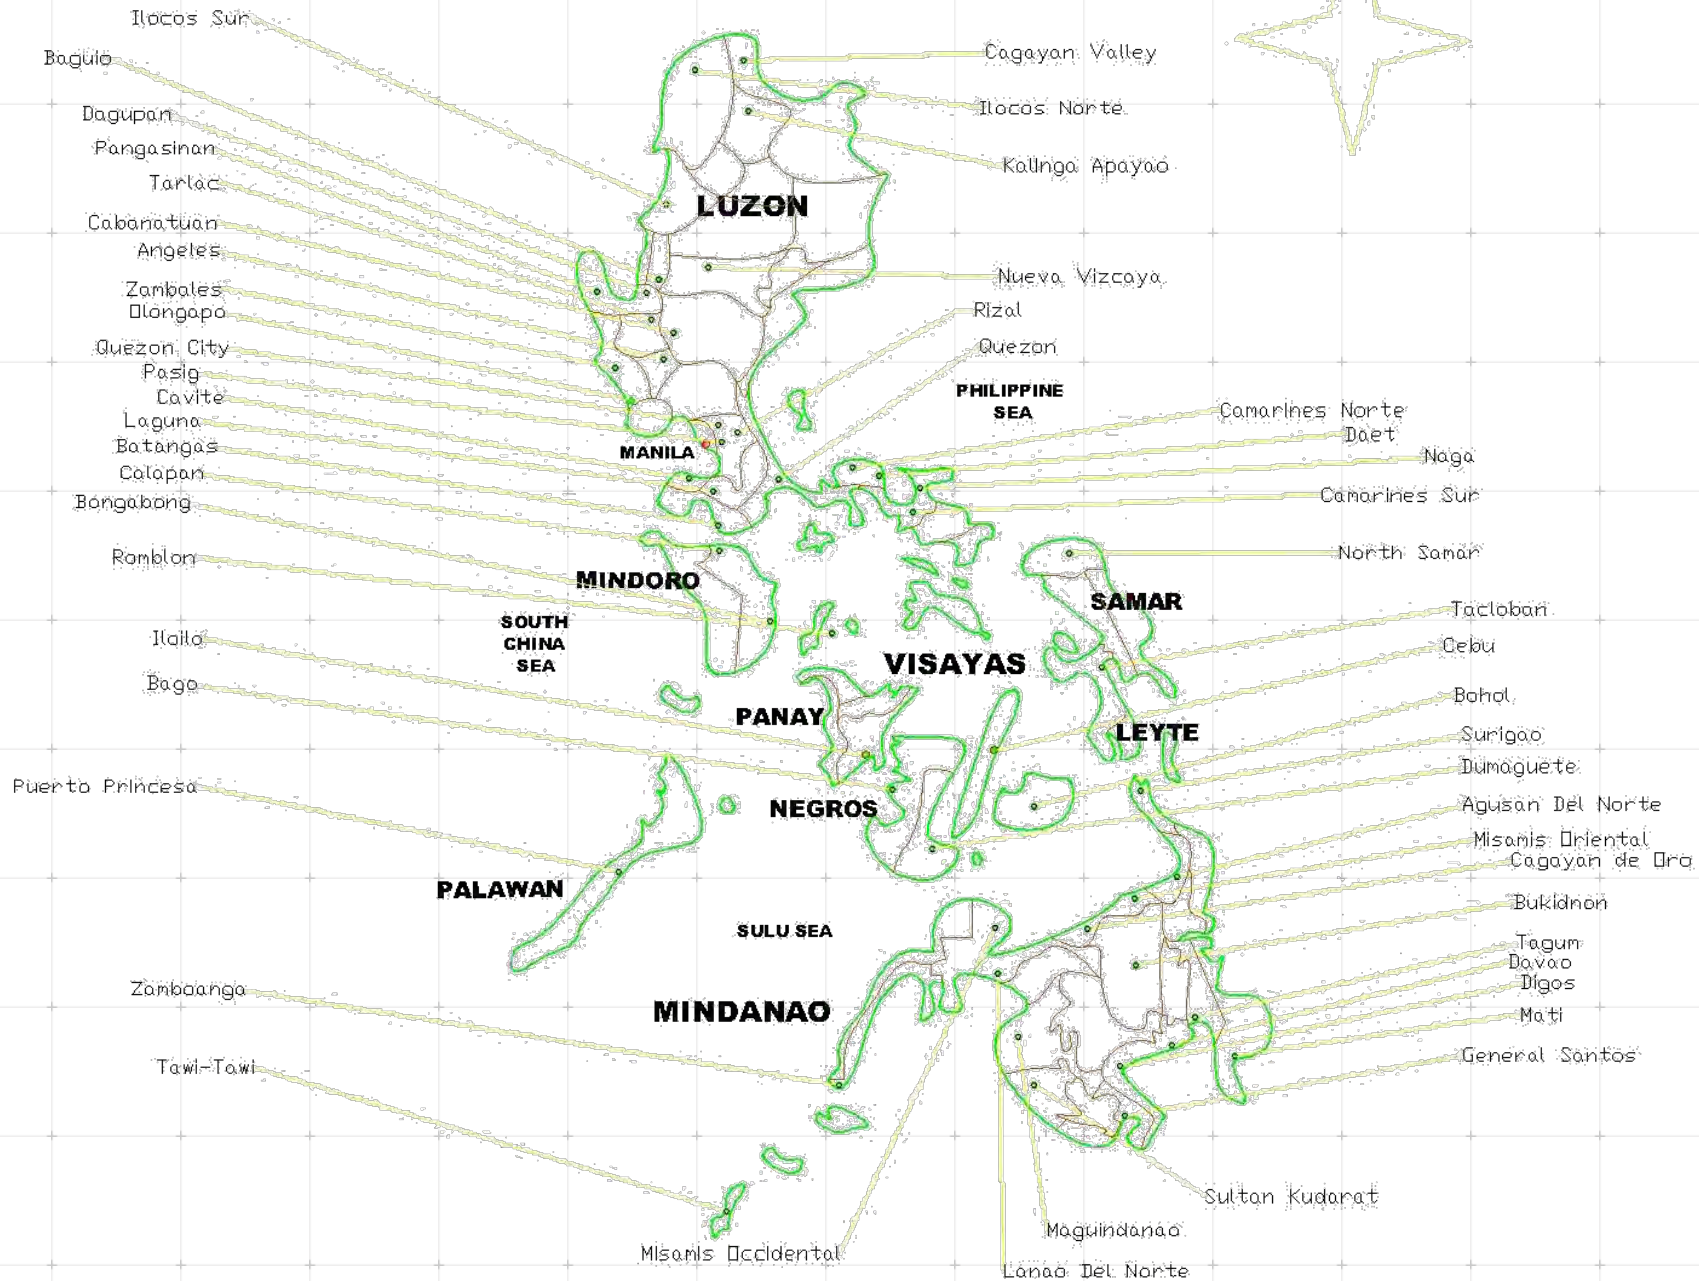 Ilocos Sur
Baguio
Dagupan
Pangasinan
Tarlac
Cabanatuan
Angeles
Zambales
Olongapo
Quezon City
Pasig
Cavite
Laguna
Batangas
Calapan
Bongabong
Romblon
Iloilo
Bago
Puerto Princesa
Zamboanga
Tawi-Tawi
LUZON
MANILA
MINDORO
SOUTH
CHINA
SEA
VISAYAS
PANAY
NEGROS
PALAWAN
SULU SEA
MINDANAO
PHILIPPINE
SEA
SAMAR
LEYTE
Cagayan Valley
Ilocos Norte
Kalinga Apayao
Nueva Vizcaya
Rizal
Quezon
Camarines Norte
Daet
Naga
Camarines Sur
North Samar
Tacloban
Cebu
Bohol
Surigao
Dumaguete
Agusan Del Norte
Misamis Oriental
Cagayan de Oro
Bukidnon
Tagum
Davao
Digos
Mati
General Santos
Sultan Kudarat
Maguindanao
Misamis Occidental
Lanao Del Norte